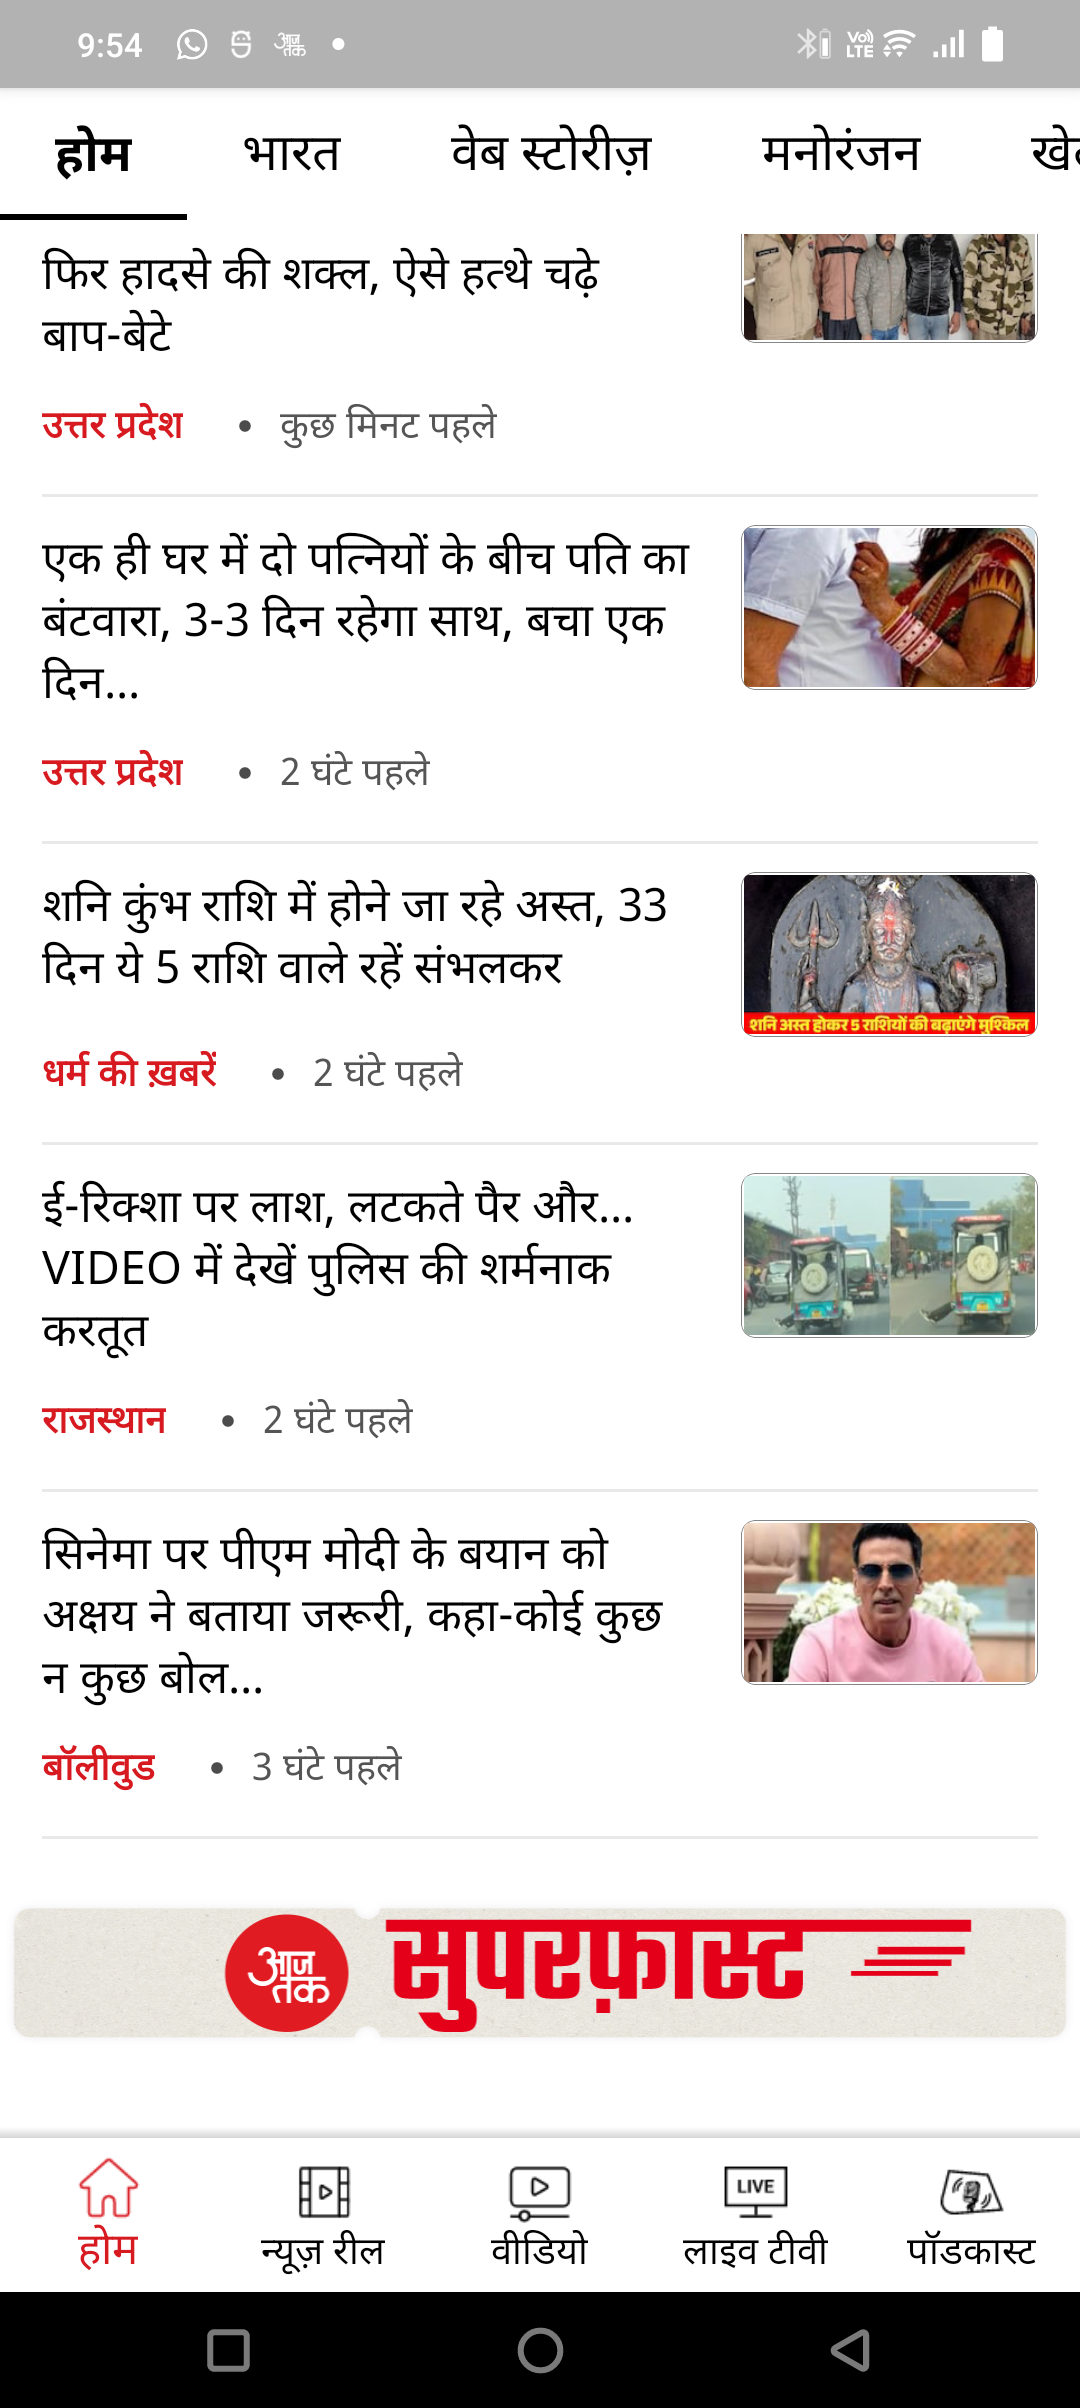 9:54
आज तक
VoLTE
होम भारत वेब स्टोरीज़ मनोरंजन
फिर हादसे की शक्ल, ऐसे हत्थे चढ़े
बाप-बेटे
उत्तर प्रदेश • कुछ मिनट पहले
एक ही घर में दो पत्नियों के बीच पति का
बंटवारा, 3-3 दिन रहेगा साथ, बचा एक
दिन...
उत्तर प्रदेश • 2 घंटे पहले
शनि कुंभ राशि में होने जा रहे अस्त, 33
दिन ये 5 राशि वाले रहें संभलकर
शनि अस्त होकर 5 राशियों की बढ़ाएंगे मुश्किल
धर्म की ख़बरें • 2 घंटे पहले
ई-रिक्शा पर लाश, लटकते पैर और...
VIDEO में देखें पुलिस की शर्मनाक
करतूत
राजस्थान • 2 घंटे पहले
सिनेमा पर पीएम मोदी के बयान को
अक्षय ने बताया जरूरी, कहा-कोई कुछ
न कुछ बोल...
बॉलीवुड • 3 घंटे पहले
आज तक सुपरफ़ास्ट
LIVE
होम न्यूज़ रील वीडियो लाइव टीवी पॉडकास्ट